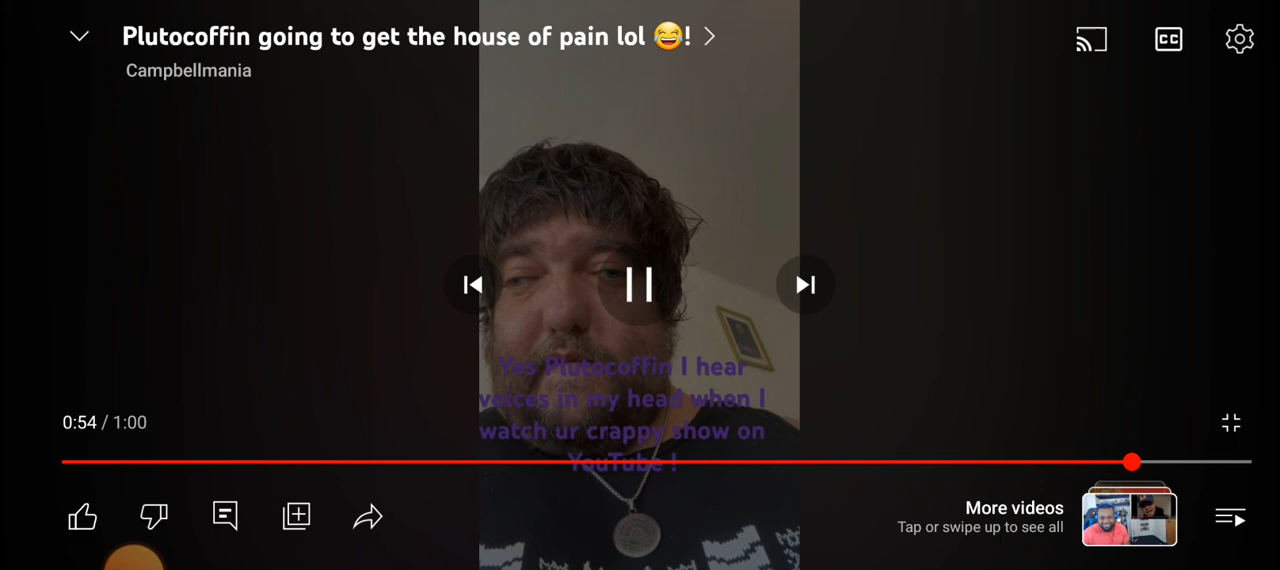 Plutocoffin going to get the house of pain lol 😂!
Campbellmania
CC
Yes Plutocoffin I hear
voices in my head when I
watch ur crappy show on
YouTube !
0:54 / 1:00
More videos
Tap or swipe up to see all